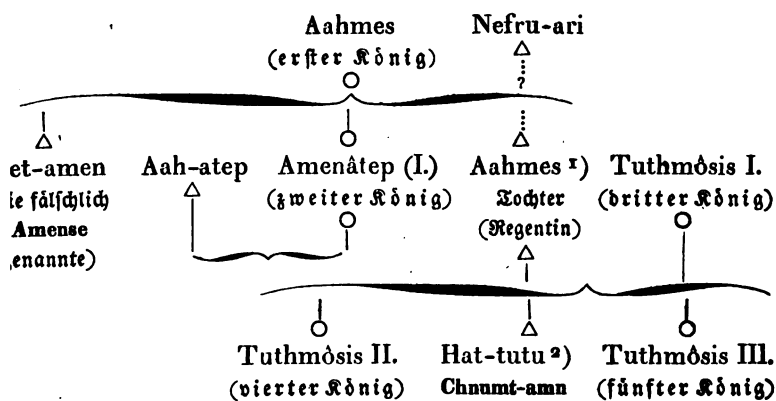 Aahmes Nefru-ari
(erſter König)
?
et-amen Aah-atep Amenâtep (I.) Aahmes ¹) Tuthmôsis I.
ie fälſchlich (zweiter König) Tochter (dritter König)
Amense (Regentin)
enannte)
Tuthmôsis II. Hat-tutu ²) Tuthmôsis III.
(vierter König) Chnumt-amn (fünfter König)